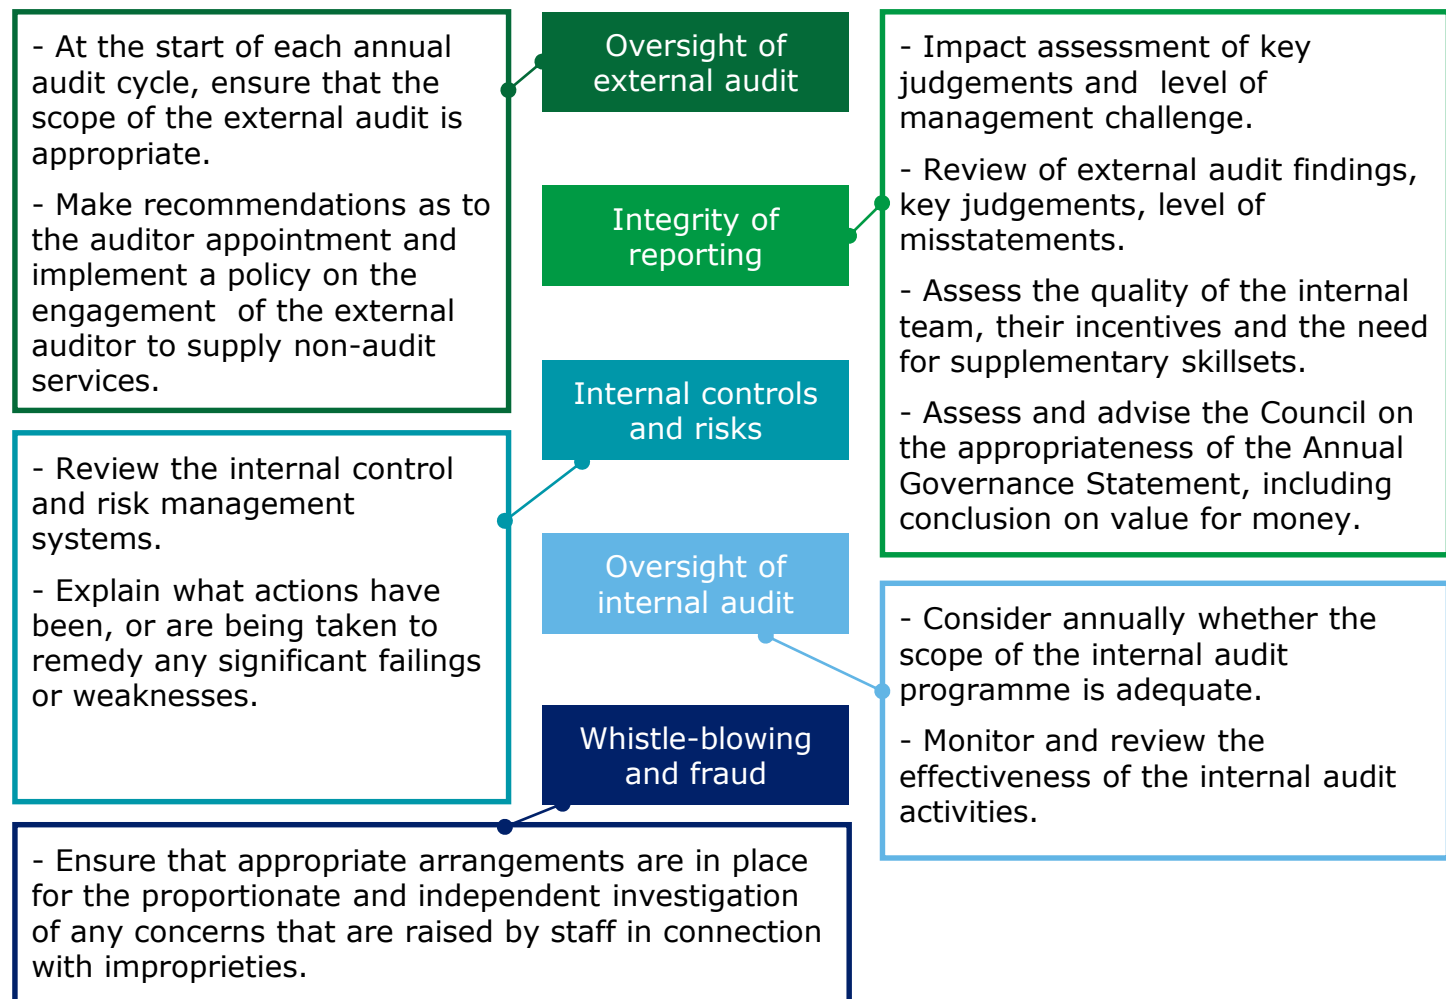 - At the start of each annual
audit cycle, ensure that the
scope of the external audit is
appropriate.
- Make recommendations as to
the auditor appointment and
implement a policy on the
engagement  of the external
auditor to supply non-audit
services.
Oversight of
external audit
- Impact assessment of key
judgements and  level of
management challenge.
- Review of external audit findings,
key judgements, level of
misstatements.
- Assess the quality of the internal
team, their incentives and the need
for supplementary skillsets.
- Assess and advise the Council on
the appropriateness of the Annual
Governance Statement, including
conclusion on value for money.
Integrity of
reporting
Internal controls
and risks
- Review the internal control
and risk management
systems.
- Explain what actions have
been, or are being taken to
remedy any significant failings
or weaknesses.
Oversight of
internal audit
- Consider annually whether the
scope of the internal audit
programme is adequate.
- Monitor and review the
effectiveness of the internal audit
activities.
Whistle-blowing
and fraud
- Ensure that appropriate arrangements are in place
for the proportionate and independent investigation
of any concerns that are raised by staff in connection
with improprieties.